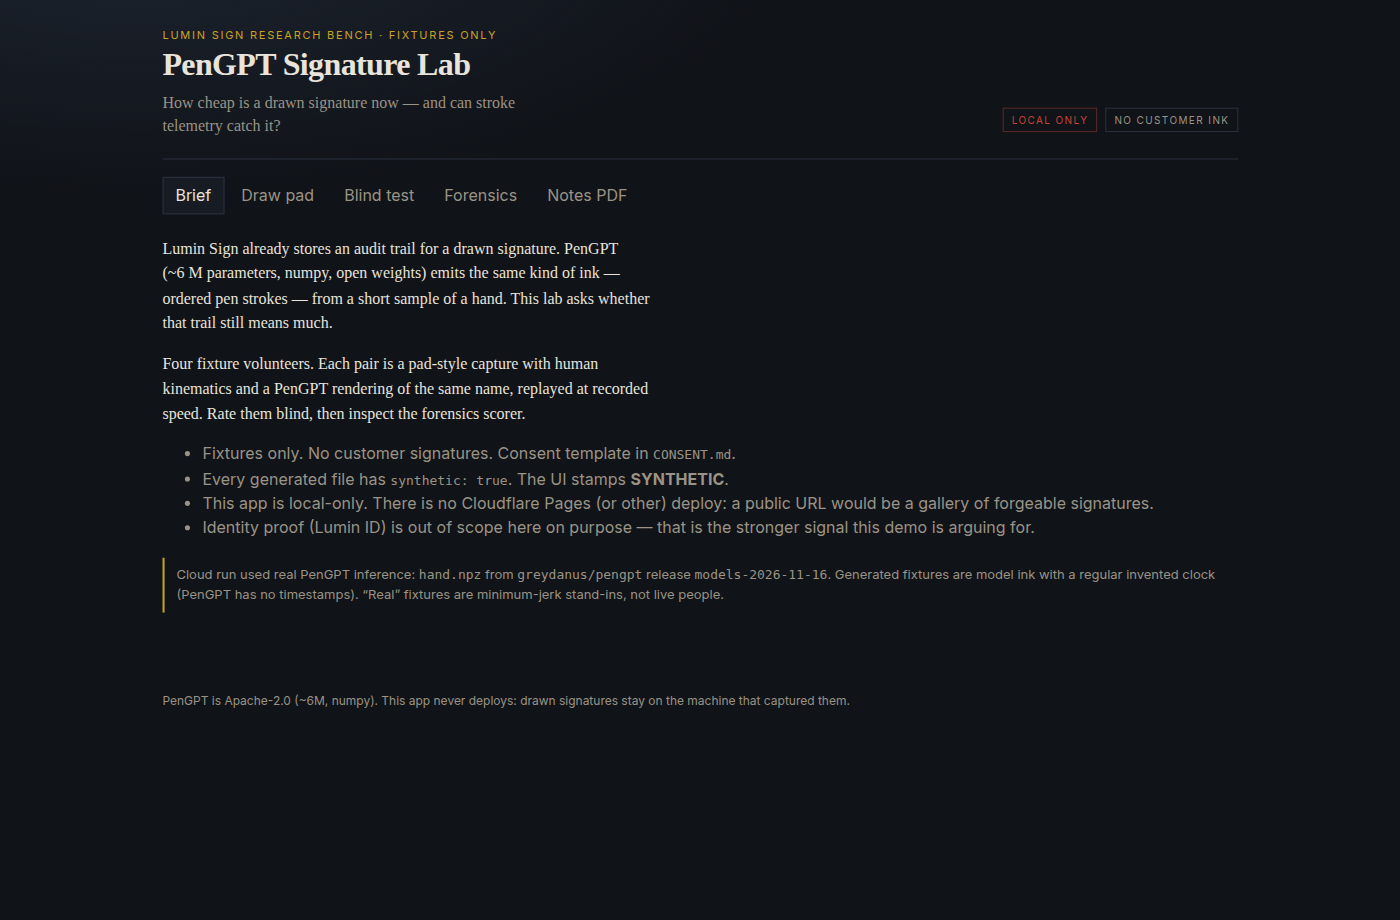 LUMIN SIGN RESEARCH BENCH · FIXTURES ONLY
PenGPT Signature Lab
How cheap is a drawn signature now — and can stroke
telemetry catch it?
LOCAL ONLY
NO CUSTOMER INK
Brief
Draw pad
Blind test
Forensics
Notes PDF
Lumin Sign already stores an audit trail for a drawn signature. PenGPT
(~6 M parameters, numpy, open weights) emits the same kind of ink —
ordered pen strokes — from a short sample of a hand. This lab asks whether
that trail still means much.
Four fixture volunteers. Each pair is a pad-style capture with human
kinematics and a PenGPT rendering of the same name, replayed at recorded
speed. Rate them blind, then inspect the forensics scorer.
• Fixtures only. No customer signatures. Consent template in CONSENT.md.
• Every generated file has synthetic: true. The UI stamps SYNTHETIC.
• This app is local-only. There is no Cloudflare Pages (or other) deploy: a public URL would be a gallery of forgeable signatures.
• Identity proof (Lumin ID) is out of scope here on purpose — that is the stronger signal this demo is arguing for.
Cloud run used real PenGPT inference: hand.npz from greydanus/pengpt release models-2026-11-16. Generated fixtures are model ink with a regular invented clock
(PenGPT has no timestamps). “Real” fixtures are minimum-jerk stand-ins, not live people.
PenGPT is Apache-2.0 (~6M, numpy). This app never deploys: drawn signatures stay on the machine that captured them.